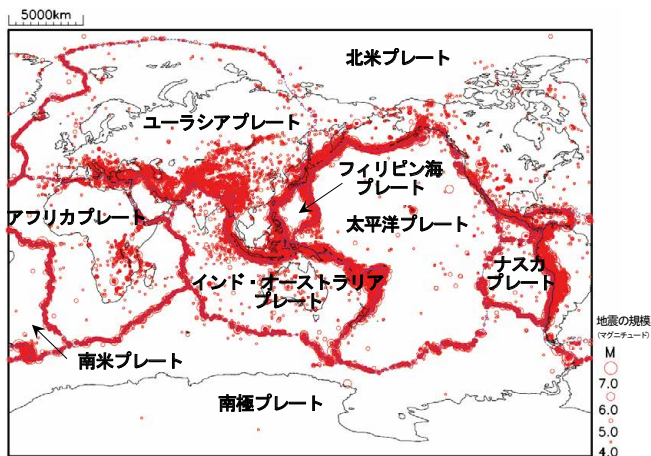 5000km
北米プレート
ユーラシアプレート
フィリピン海
プレート
アフリカプレート
太平洋プレート
ナスカ
プレート
インド・オーストラリア
プレート
南米プレート
南極プレート
地震の規模
(マグニチュード)
M
7.0
6.0
5.0
4.0